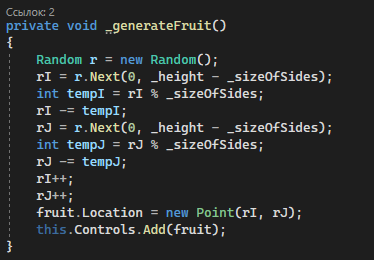 Ссылок: 2
private void _generateFruit()
{
Random r = new Random();
rI = r.Next(0, _height - _sizeOfSides);
int tempI = rI % _sizeOfSides;
rI -= tempI;
rJ = r.Next(0, _height - _sizeOfSides);
int tempJ = rJ % _sizeOfSides;
rJ -= tempJ;
rI++;
rJ++;
fruit.Location = new Point(rI, rJ);
this.Controls.Add(fruit);
}